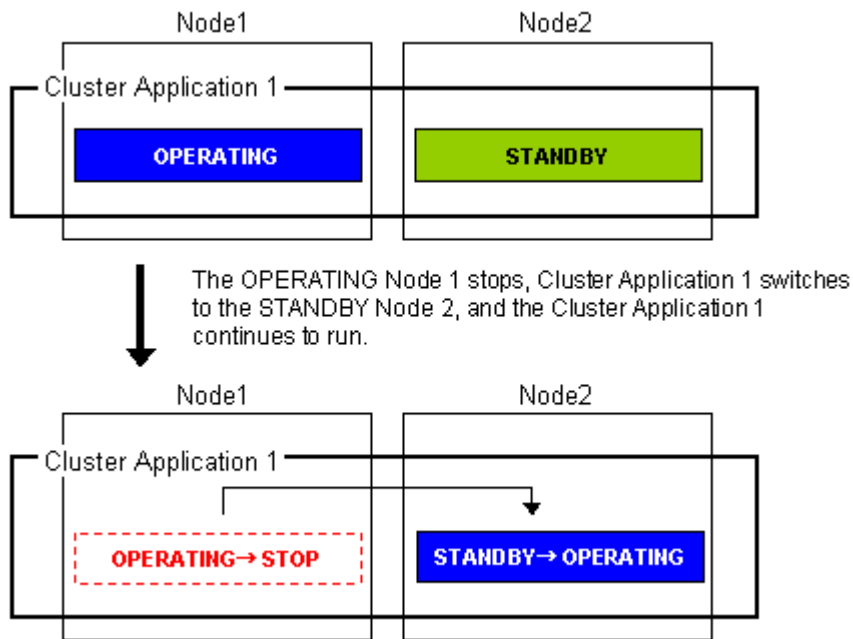 Node1
Node2
Cluster Application 1
OPERATING
STANDBY
The OPERATING Node 1 stops, Cluster Application 1 switches
to the STANDBY Node 2, and the Cluster Application 1
continues to run.
Node1
Node2
Cluster Application 1
OPERATING→STOP
STANDBY→OPERATING